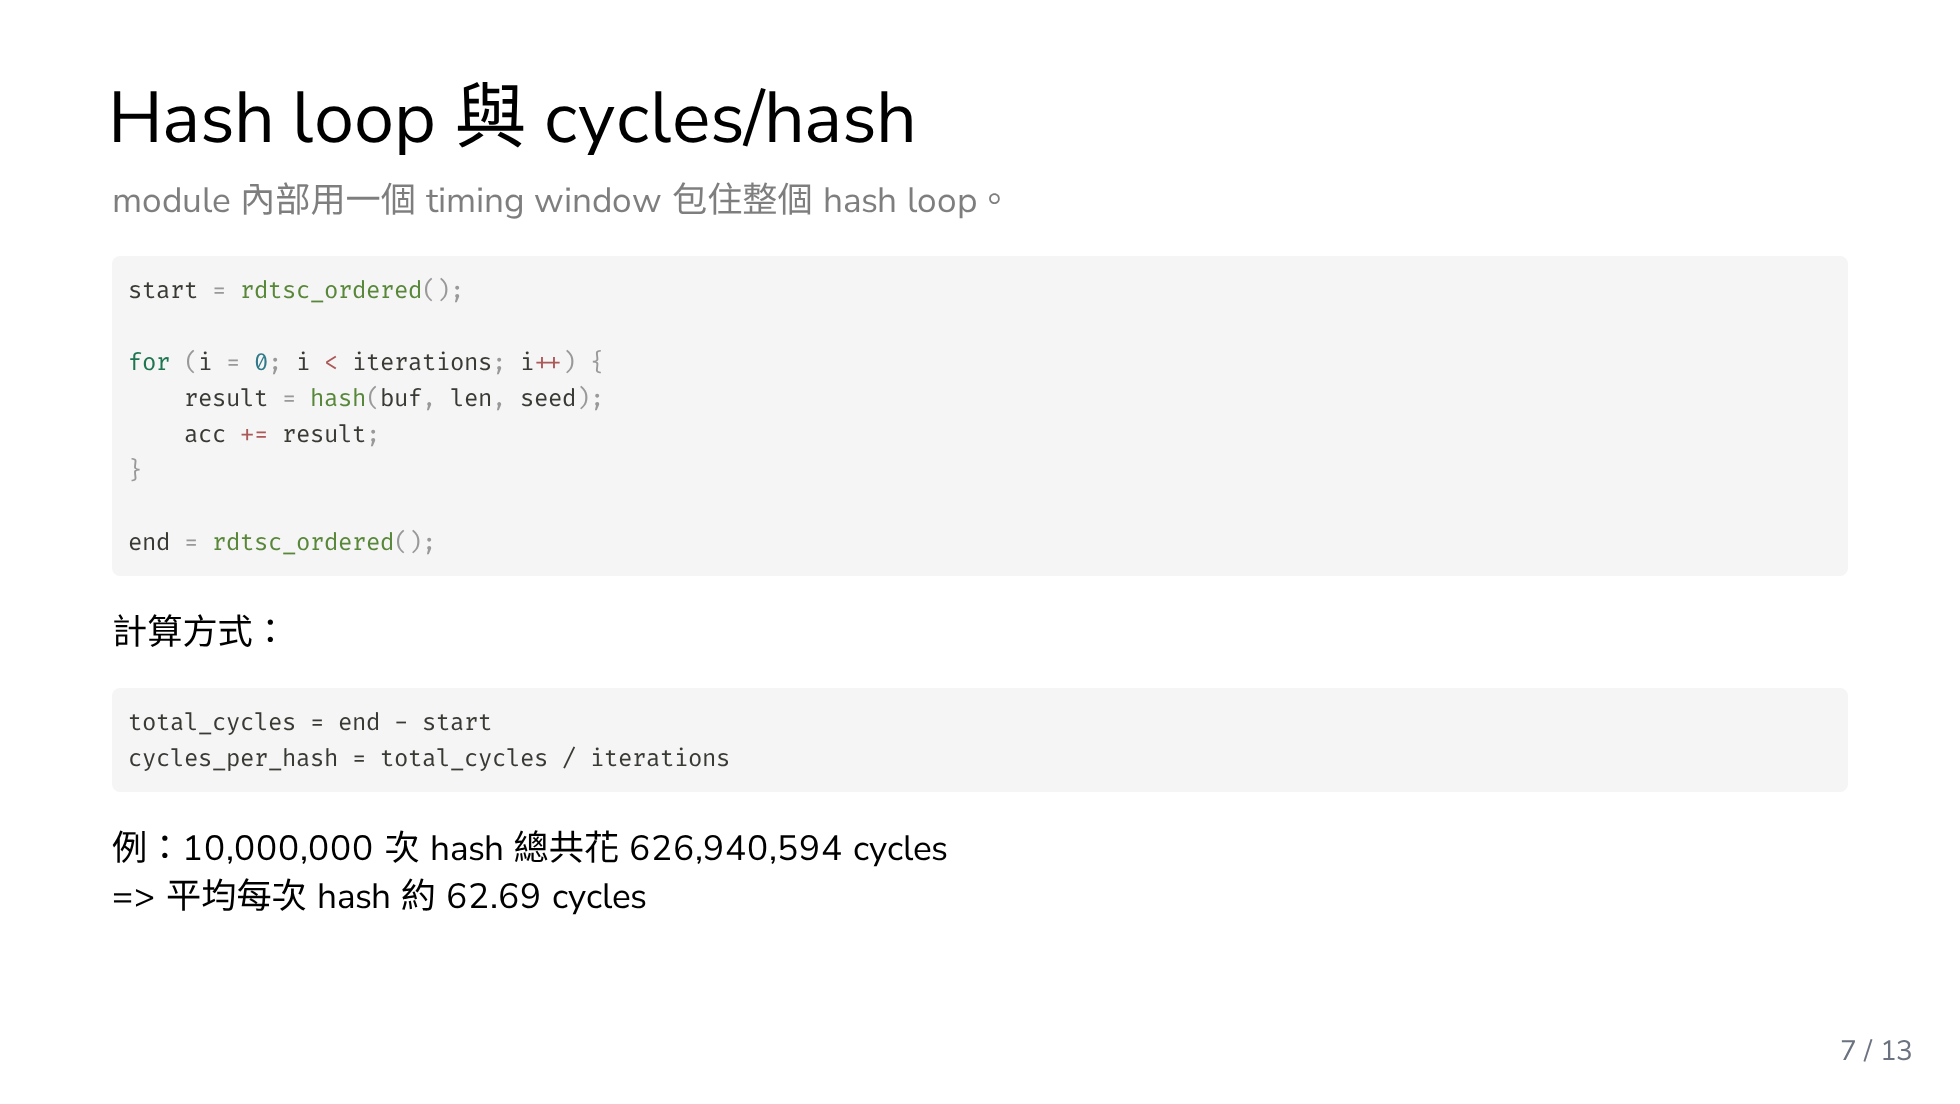 Hash loop 與 cycles/hash
module 內部用一個 timing window 包住整個 hash loop。
start = rdtsc_ordered();
for (i = 0; i < iterations; i++) {
    result = hash(buf, len, seed);
    acc += result;
}
end = rdtsc_ordered();
計算方式：
total_cycles = end - start
cycles_per_hash = total_cycles / iterations
例：10,000,000 次 hash 總共花 626,940,594 cycles
=> 平均每次 hash 約 62.69 cycles
7 / 13